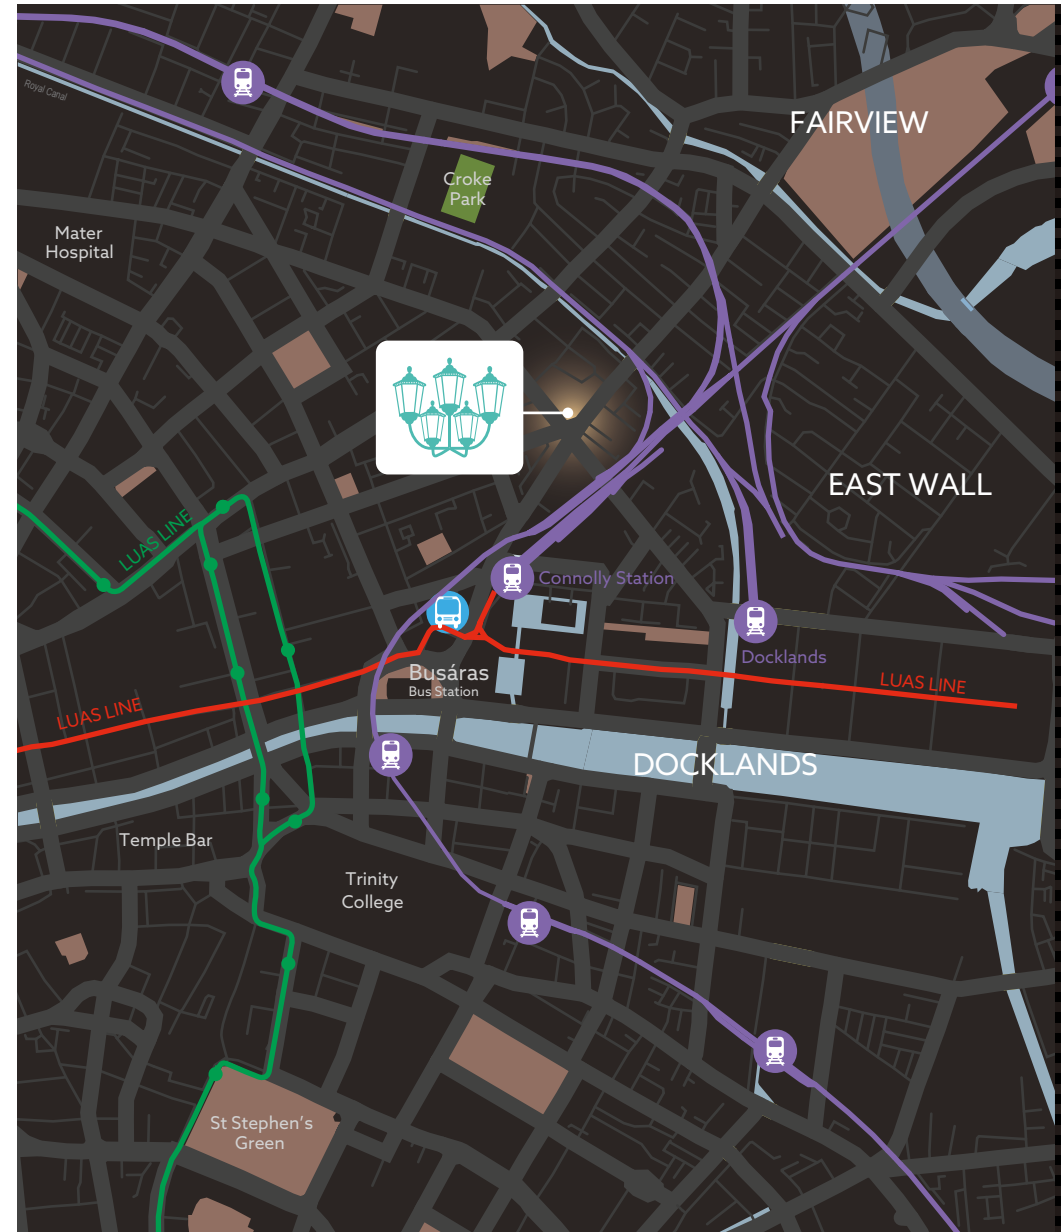 Royal Canal
FAIRVIEW
Croke
Park
Mater
Hospital
EAST WALL
LUAS LINE
Connolly Station
Docklands
Busáras
Bus Station
LUAS LINE
LUAS LINE
DOCKLANDS
Temple Bar
Trinity
College
St Stephen's
Green